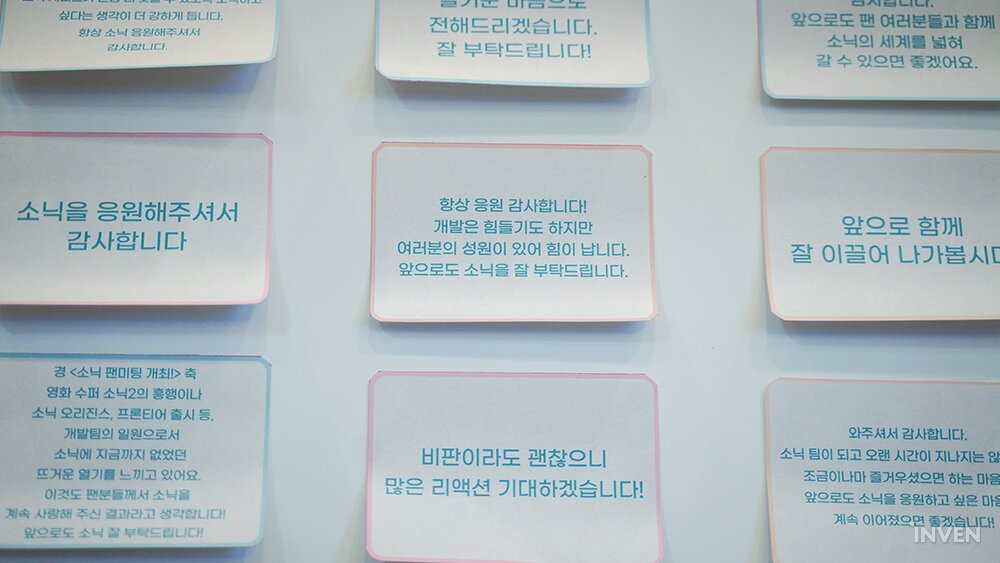 싶다는 생각이 더 강하게 듭니다.
항상 소닉 응원해주셔서
감사합니다.
즐거운 마음으로
전해드리겠습니다.
잘 부탁드립니다!
감사합니다.
앞으로도 팬 여러분들과 함께
소닉의 세계를 넓혀
갈 수 있으면 좋겠어요.
소닉을 응원해주셔서
감사합니다
항상 응원 감사합니다!
개발은 힘들기도 하지만
여러분의 성원이 있어 힘이 납니다.
앞으로도 소닉을 잘 부탁드립니다.
앞으로 함께
잘 이끌어 나가봅시다
경 <소닉 팬미팅 개최!> 축
영화 수퍼 소닉2의 흥행이나
소닉 오리진스, 프론티어 출시 등,
개발팀의 일원으로서
소닉에 지금까지 없었던
뜨거운 열기를 느끼고 있어요.
이것도 팬분들께서 소닉을
계속 사랑해 주신 결과라고 생각합니다!
앞으로도 소닉 잘 부탁드립니다!
비판이라도 괜찮으니
많은 리액션 기대하겠습니다!
와주셔서 감사합니다.
소닉 팀이 되고 오랜 시간이 지나지는 않
조금이나마 즐거우셨으면 하는 마음
앞으로도 소닉을 응원하고 싶은 마음
계속 이어졌으면 좋겠습니다!
INVEN